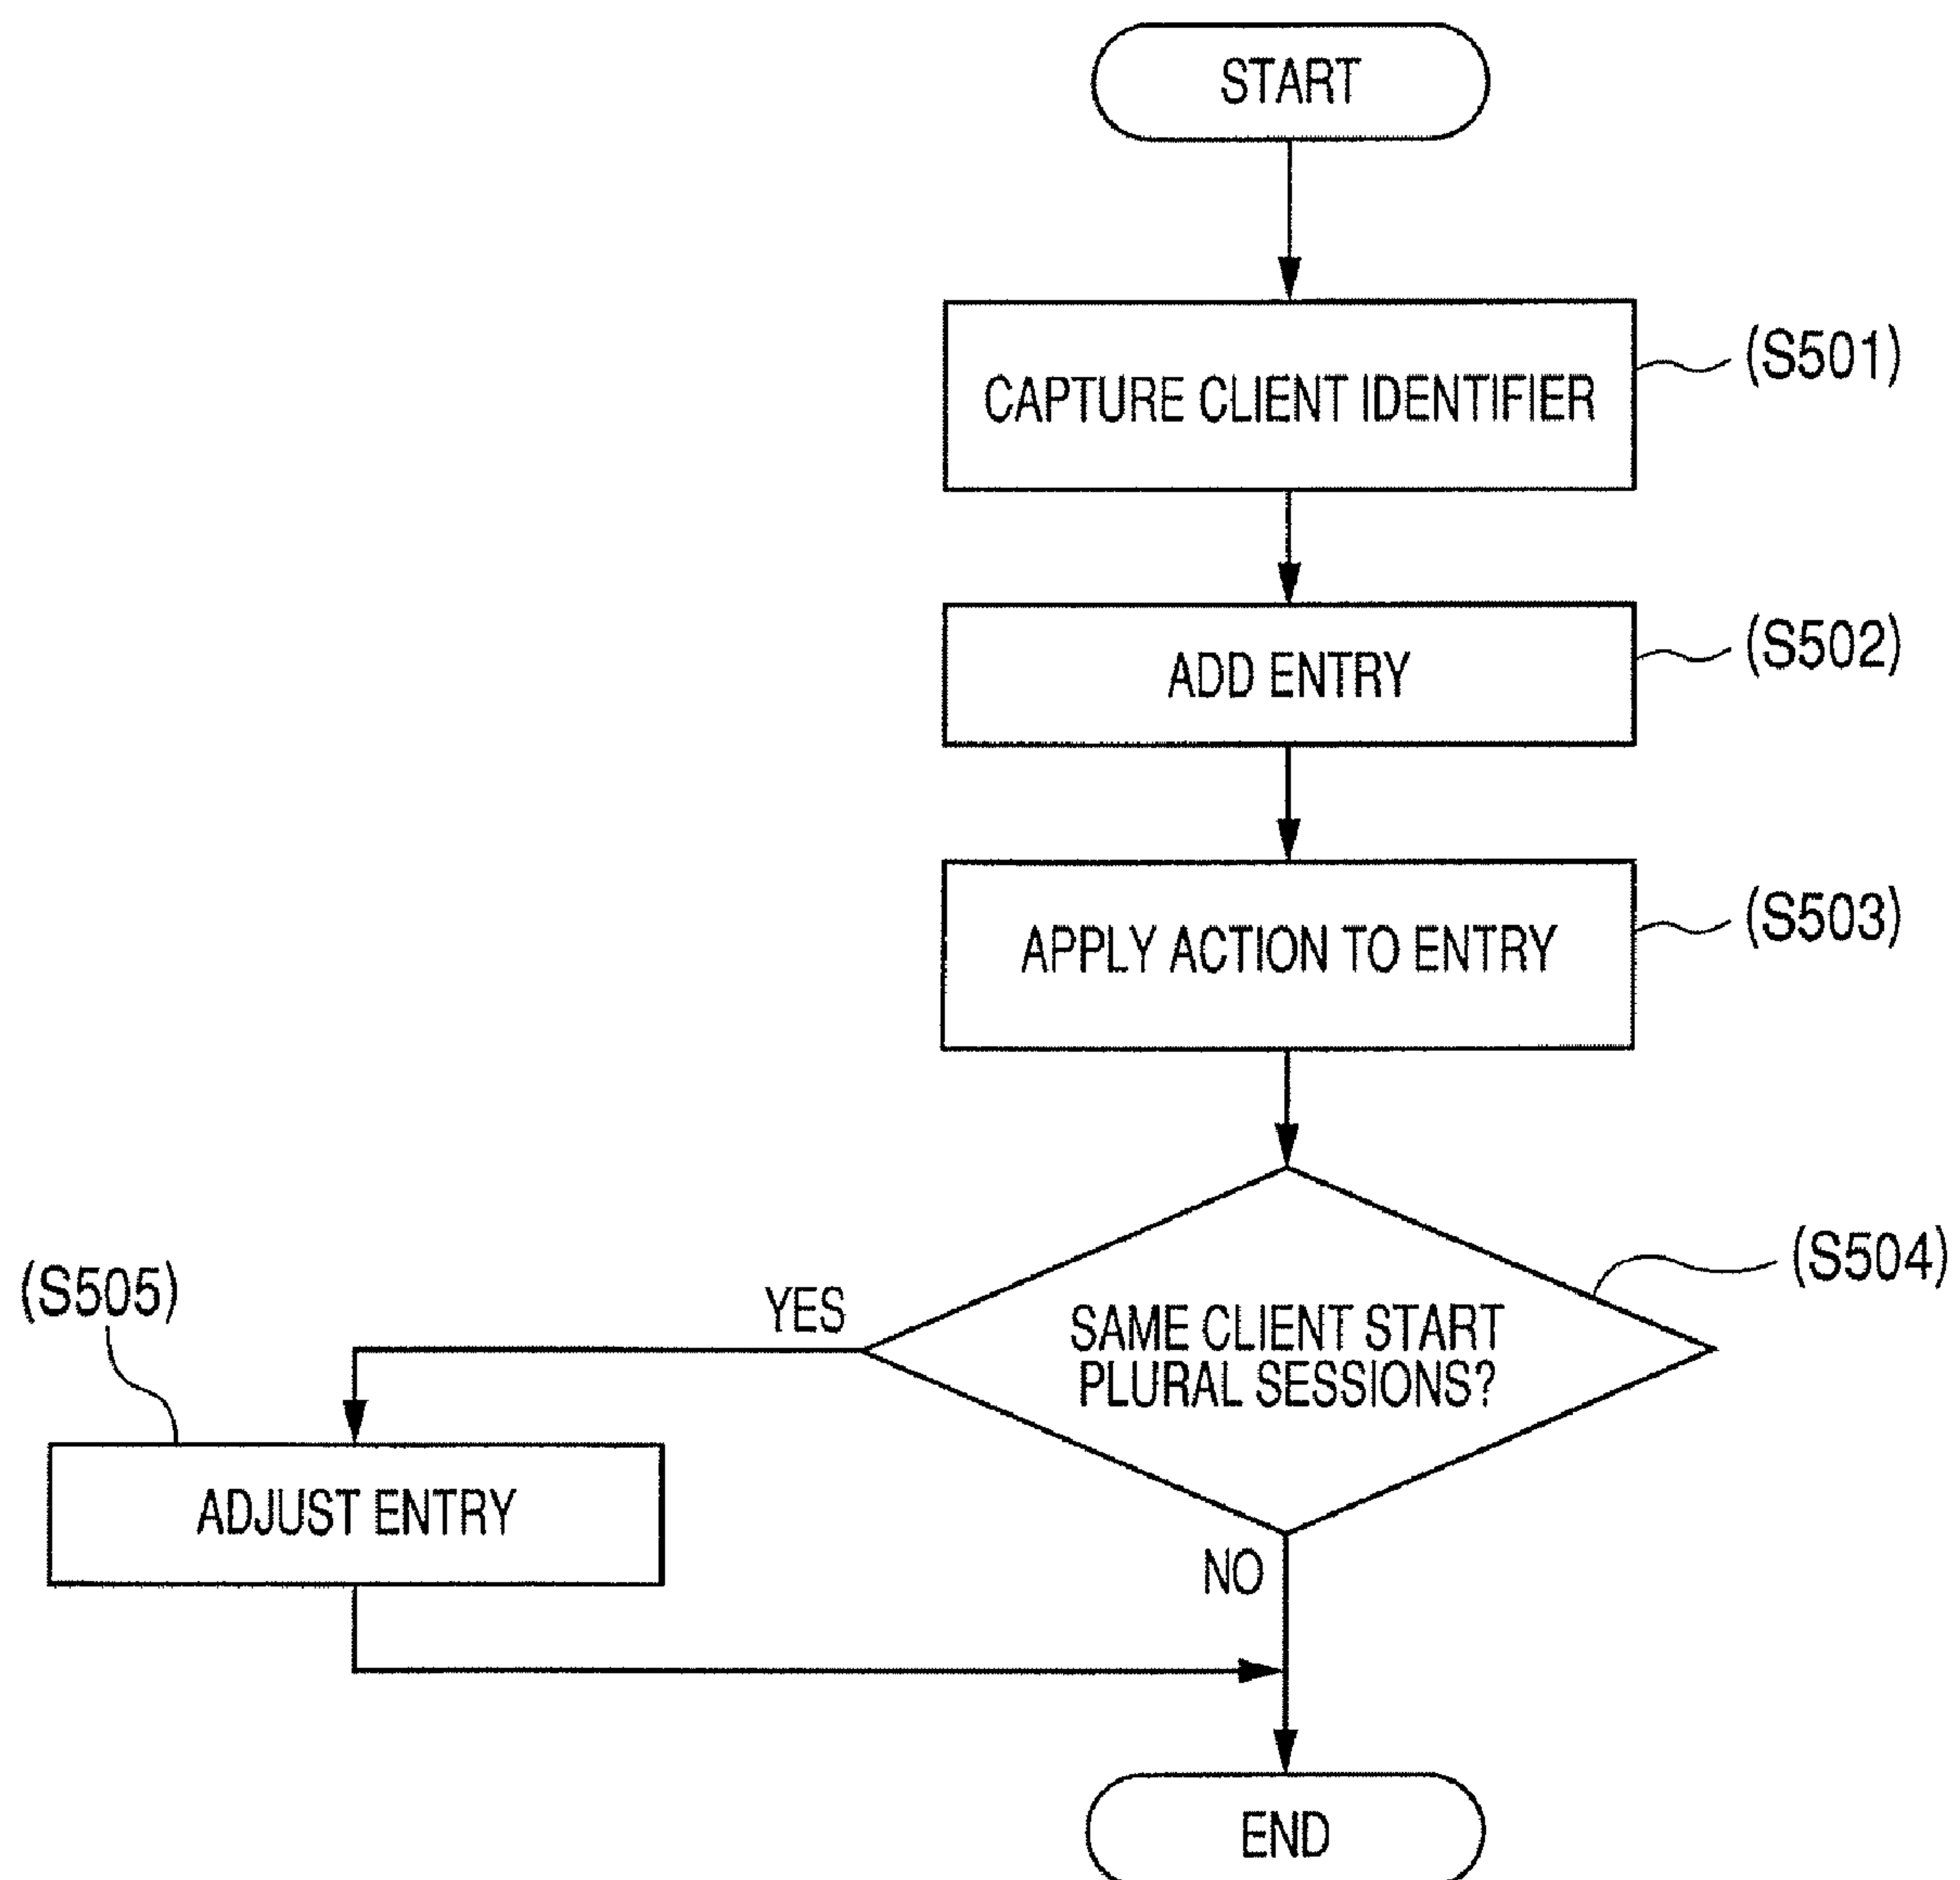 START
CAPTURE CLIENT IDENTIFIER
(S501)
ADD ENTRY
(S502)
APPLY ACTION TO ENTRY
(S503)
SAME CLIENT START
PLURAL SESSIONS?
(S504)
YES
(S505)
ADJUST ENTRY
NO
END